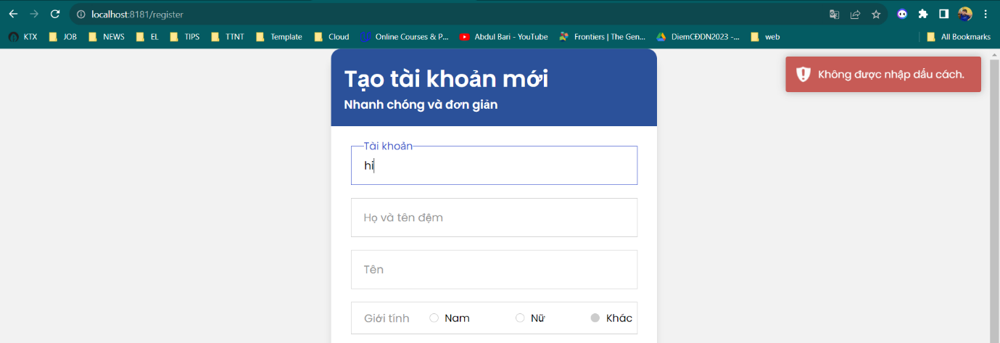 localhost:8181/register
KTX JOB NEWS EL TIPS TTNT Template Cloud Online Courses & P... Abdul Bari - YouTube Frontiers | The Gen... DiemCĐDN2023 -... web All Bookmarks
Không được nhập dấu cách.
Tạo tài khoản mới
Nhanh chóng và đơn giản
Tài khoản
hi
Họ và tên đệm
Tên
Giới tính Nam Nữ Khác